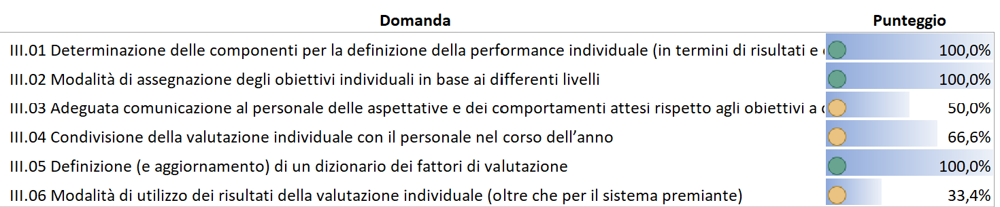 Domanda Punteggio
III.01 Determinazione delle componenti per la definizione della performance individuale (in termini di risultati e 100,0%
III.02 Modalità di assegnazione degli obiettivi individuali in base ai differenti livelli 100,0%
III.03 Adeguata comunicazione al personale delle aspettative e dei comportamenti attesi rispetto agli obiettivi a 50,0%
III.04 Condivisione della valutazione individuale con il personale nel corso dell’anno 66,6%
III.05 Definizione (e aggiornamento) di un dizionario dei fattori di valutazione 100,0%
III.06 Modalità di utilizzo dei risultati della valutazione individuale (oltre che per il sistema premiante) 33,4%